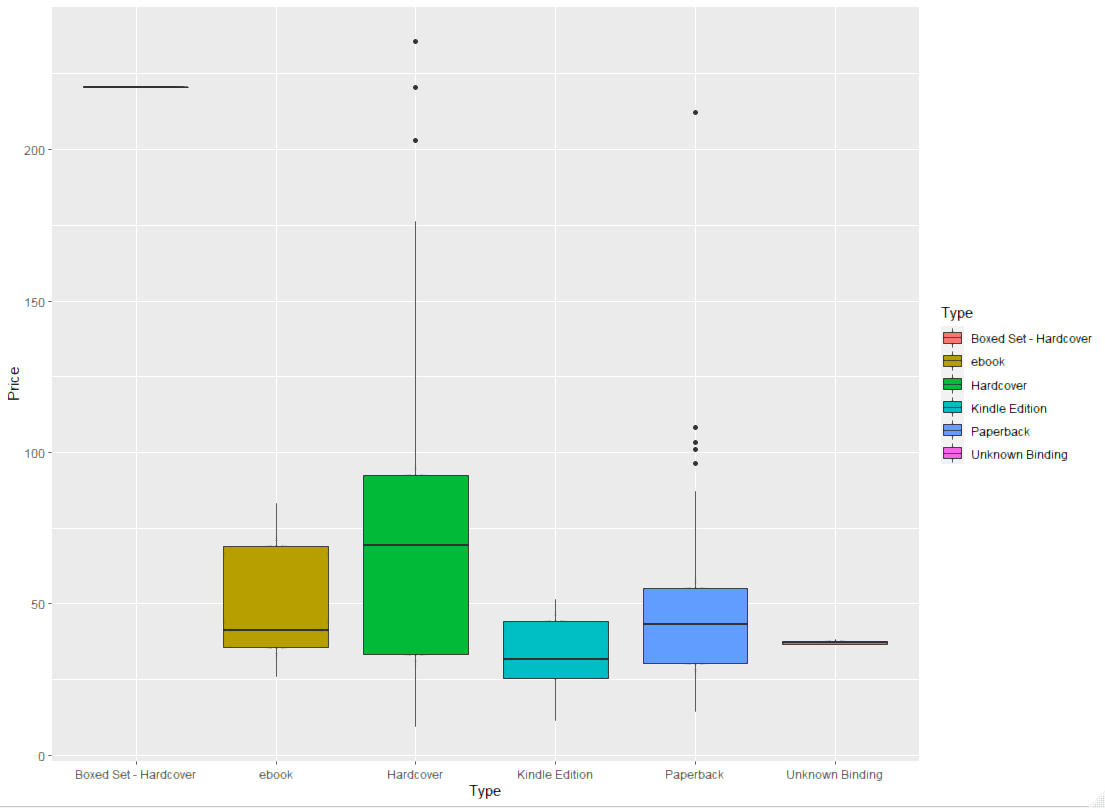 200
150
100
50
0
Price
Boxed Set - Hardcover
ebook
Hardcover
Kindle Edition
Paperback
Unknown Binding
Type
Type
Boxed Set - Hardcover
ebook
Hardcover
Kindle Edition
Paperback
Unknown Binding